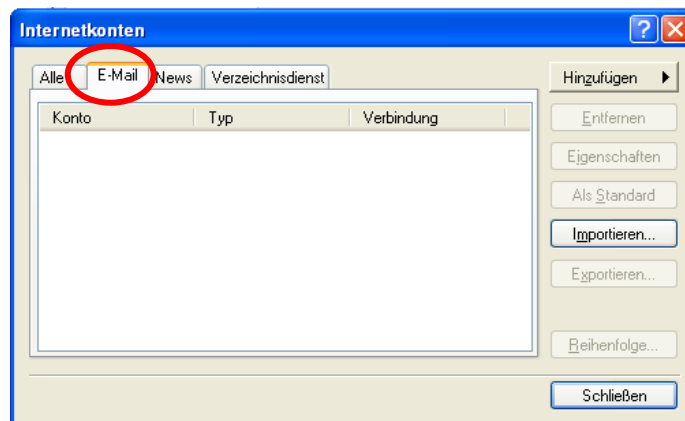 Internetkonten
Alle E-Mail News Verzeichnisdienst
Konto Typ Verbindung
Hinzufügen
Entfernen
Eigenschaften
Als Standard
Importieren...
Exportieren...
Reihenfolge...
Schließen